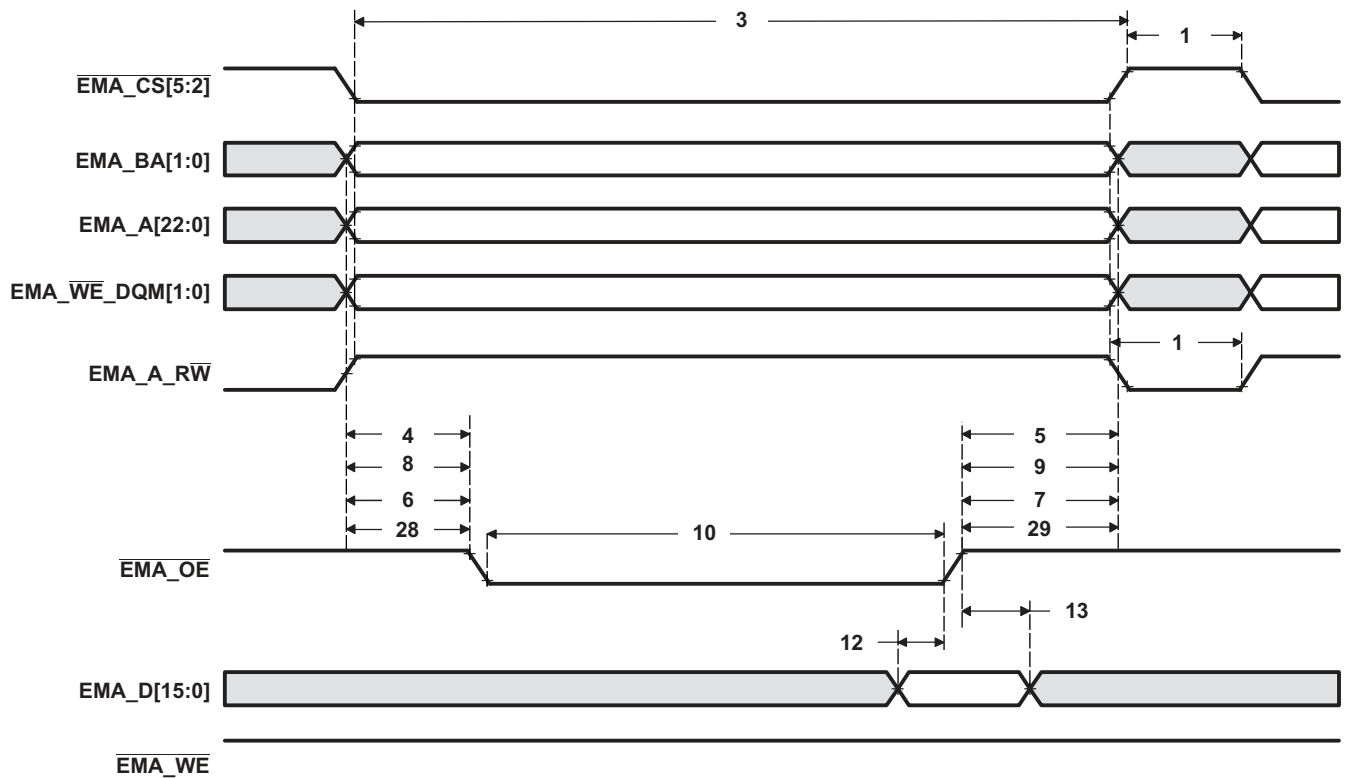 3
1
EMA_CS[5:2]
EMA_BA[1:0]
EMA_A[22:0]
EMA_WE_DQM[1:0]
1
EMA_A_RW
4
5
8
9
6
7
28
10
29
EMA_OE
13
12
EMA_D[15:0]
EMA_WE